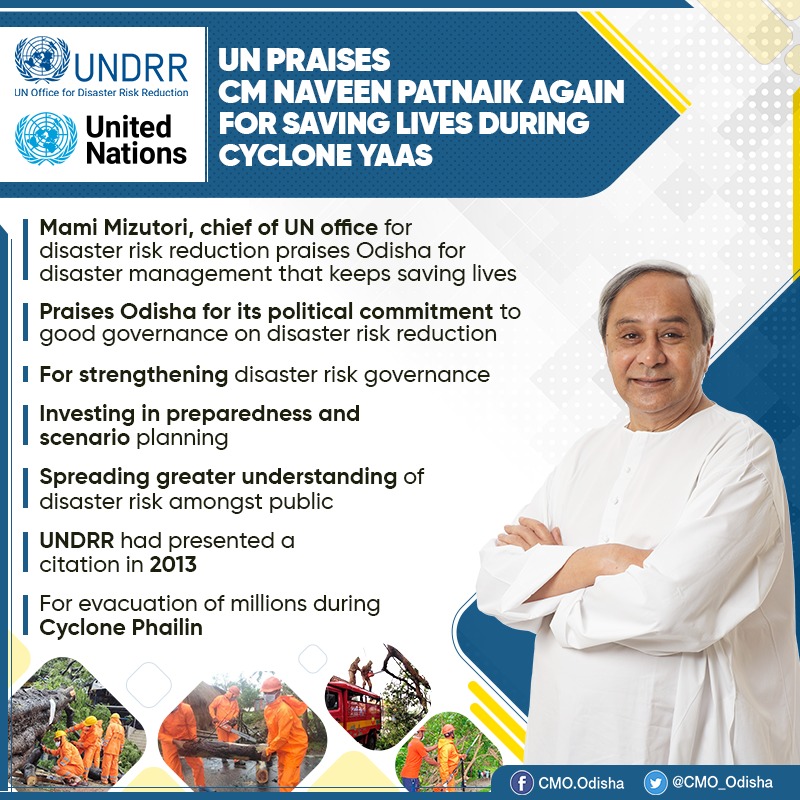 UNDRR
UN Office for Disaster Risk Reduction
United
Nations
UN PRAISES
CM NAVEEN PATNAIK AGAIN
FOR SAVING LIVES DURING
CYCLONE YAAS
Mami Mizutori, chief of UN office for
disaster risk reduction praises Odisha for
disaster management that keeps saving lives
Praises Odisha for its political commitment to
good governance on disaster risk reduction
For strengthening disaster risk governance
Investing in preparedness and
scenario planning
Spreading greater understanding of
disaster risk amongst public
UNDRR had presented a
citation in 2013
For evacuation of millions during
Cyclone Phailin
CMO.Odisha
@CMO_Odisha